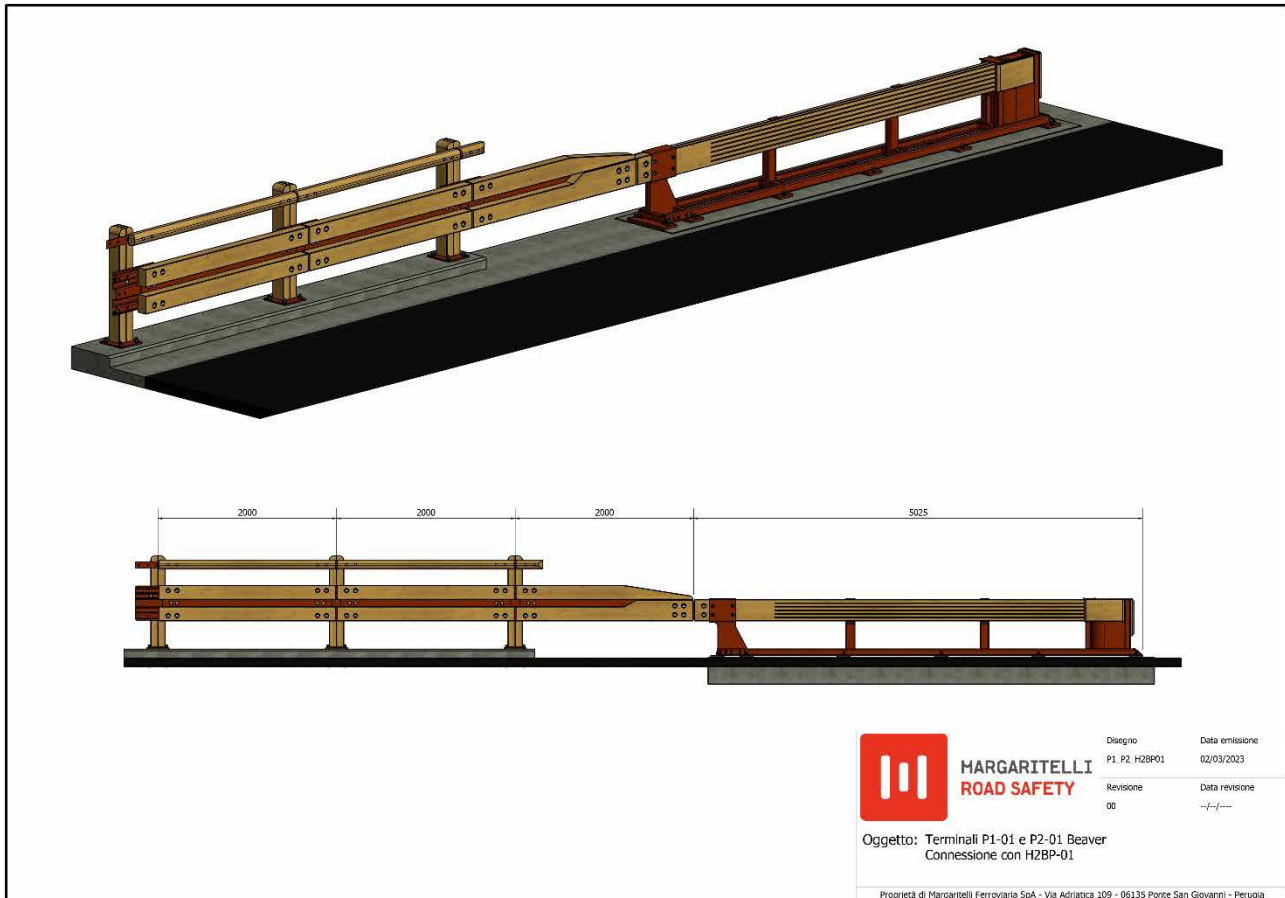 2000 2000 2000 5025
MARGARITELLI
ROAD SAFETY
Disegno Data emissione
P1_P2_H2BP01 02/03/2023
Revisione Data revisione
00 --/--/----
Oggetto: Terminali P1-01 e P2-01 Beaver
Connessione con H2BP-01
Proprietà di Margaritelli Ferroviaria SpA - Via Adriatica 109 - 06135 Ponte San Giovanni - Perugia